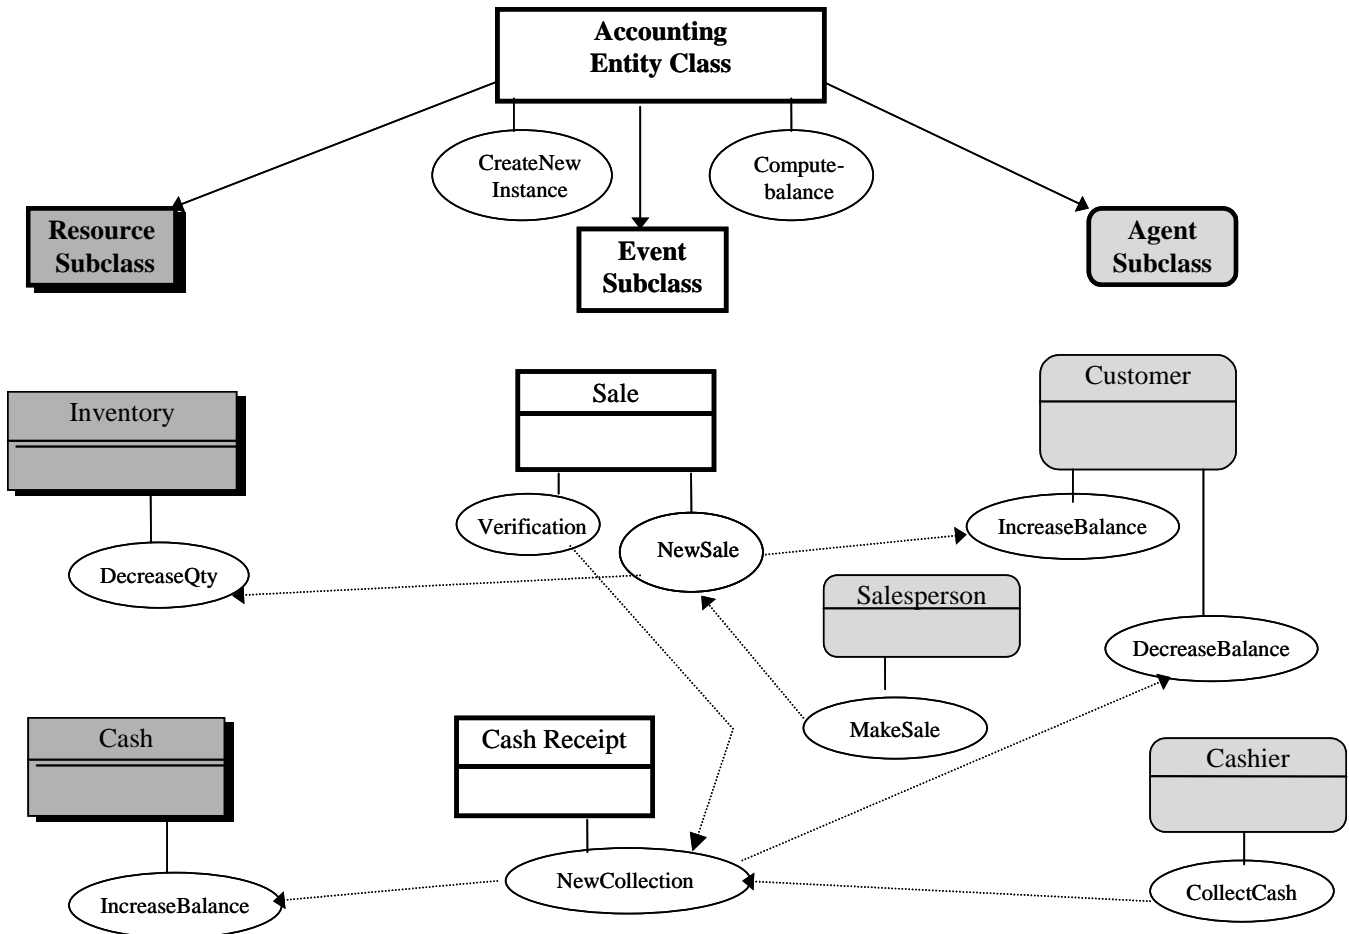 Accounting
Entity Class
CreateNew
Instance
Compute-
balance
Resource
Subclass
Event
Subclass
Agent
Subclass
Inventory
Sale
Customer
Verification
NewSale
IncreaseBalance
DecreaseQty
Salesperson
DecreaseBalance
MakeSale
Cash
Cash Receipt
Cashier
NewCollection
CollectCash
IncreaseBalance